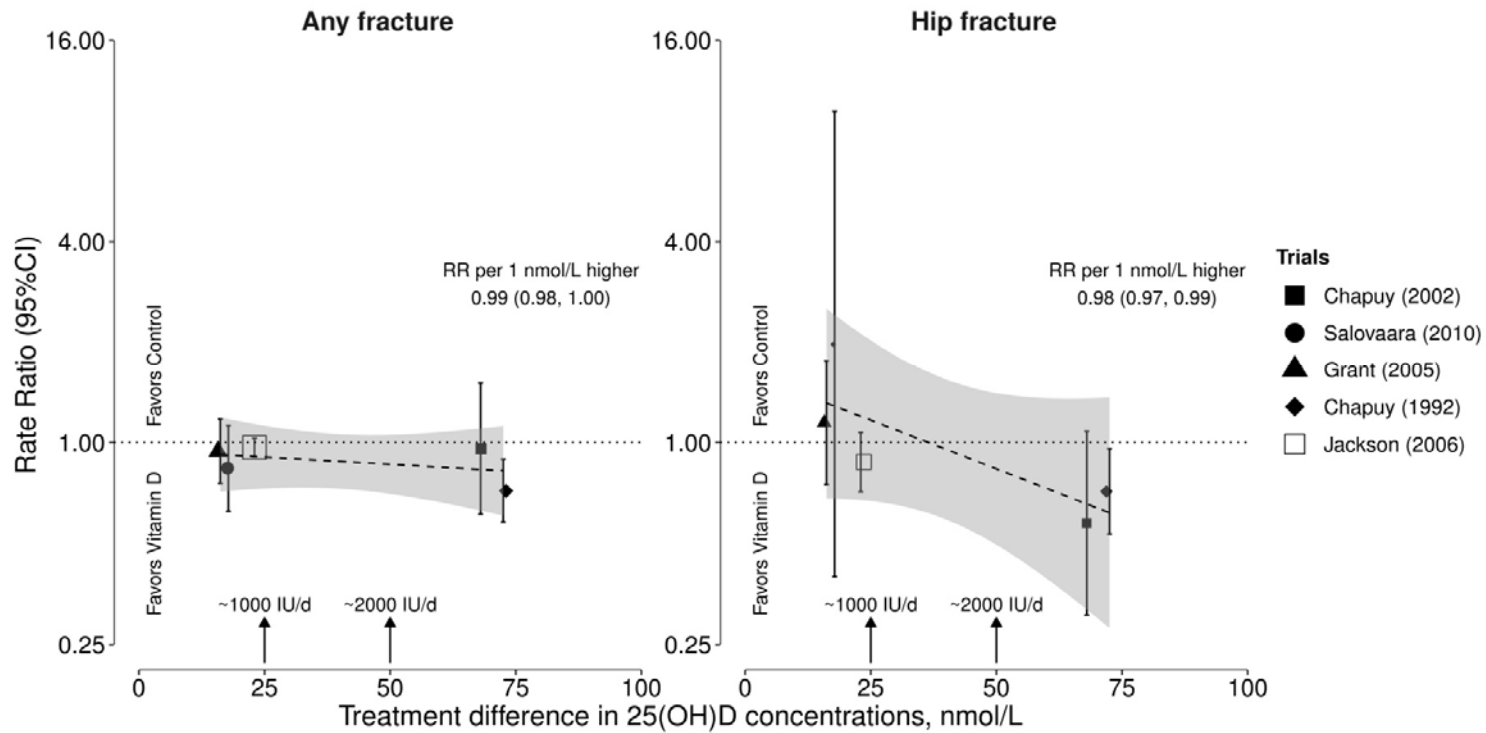 Any fracture
Hip fracture
16.00
4.00
1.00
0.25
Rate Ratio (95%CI)
Favors Control
Favors Vitamin D
RR per 1 nmol/L higher
0.99 (0.98, 1.00)
~1000 IU/d
~2000 IU/d
0
25
50
75
100
16.00
4.00
1.00
0.25
Favors Control
Favors Vitamin D
RR per 1 nmol/L higher
0.98 (0.97, 0.99)
~1000 IU/d
~2000 IU/d
0
25
50
75
100
Treatment difference in 25(OH)D concentrations, nmol/L
Trials
Chapuy (2002)
Salovaara (2010)
Grant (2005)
Chapuy (1992)
Jackson (2006)